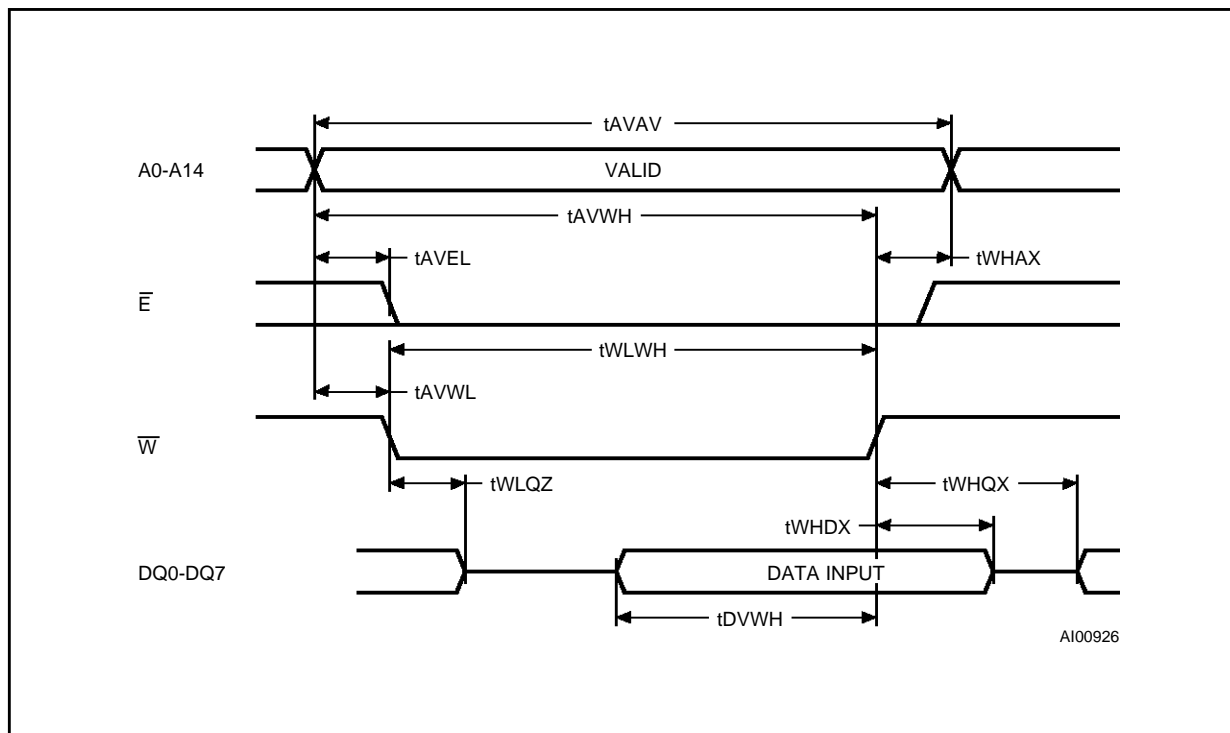 tAVAV
A0-A14
VALID
tAVWH
tAVEL
tWHAX
E̅
tWLWH
tAVWL
W̅
tWLQZ
tWHQX
tWHDX
DQ0-DQ7
DATA INPUT
tDVWH
AI00926